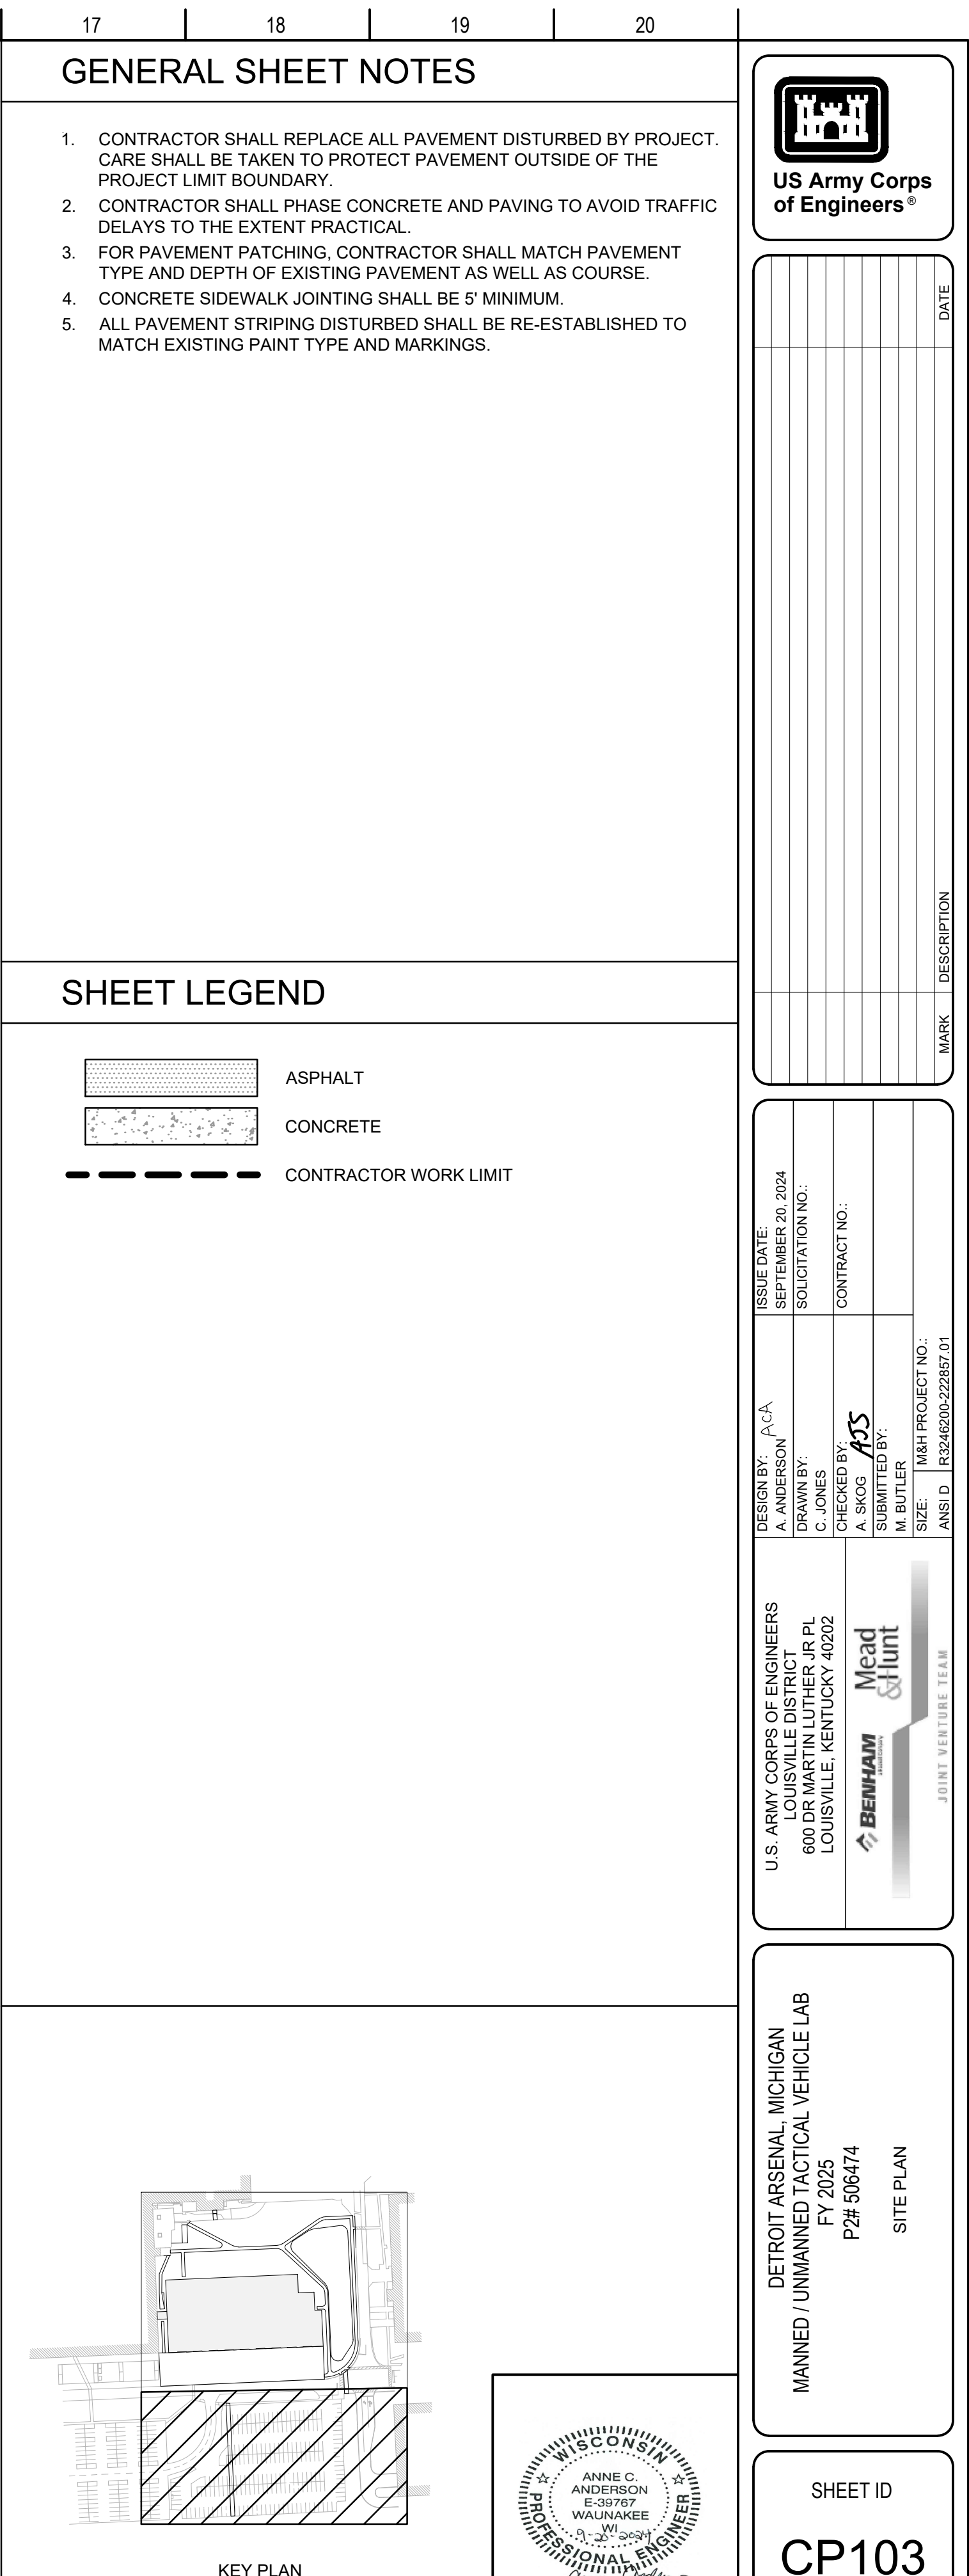 17
18
19
20
GENERAL SHEET NOTES
1. CONTRACTOR SHALL REPLACE ALL PAVEMENT DISTURBED BY PROJECT.
CARE SHALL BE TAKEN TO PROTECT PAVEMENT OUTSIDE OF THE
PROJECT LIMIT BOUNDARY.
2. CONTRACTOR SHALL PHASE CONCRETE AND PAVING TO AVOID TRAFFIC
DELAYS TO THE EXTENT PRACTICAL.
3. FOR PAVEMENT PATCHING, CONTRACTOR SHALL MATCH PAVEMENT
TYPE AND DEPTH OF EXISTING PAVEMENT AS WELL AS COURSE.
4. CONCRETE SIDEWALK JOINTING SHALL BE 5' MINIMUM.
5. ALL PAVEMENT STRIPING DISTURBED SHALL BE RE-ESTABLISHED TO
MATCH EXISTING PAINT TYPE AND MARKINGS.
SHEET LEGEND
ASPHALT
CONCRETE
CONTRACTOR WORK LIMIT
KEY PLAN
WISCONSIN
ANNE C.
ANDERSON
E-39767
WAUNAKEE
WI
9-20-2024
PROFESSIONAL ENGINEER
US Army Corps
of Engineers ®
DATE
DESCRIPTION
MARK
ISSUE DATE:
SEPTEMBER 20, 2024
SOLICITATION NO.:
CONTRACT NO.:
DESIGN BY: ACA
A. ANDERSON
DRAWN BY:
C. JONES
CHECKED BY:
A. SKOG AJS
SUBMITTED BY:
M. BUTLER
SIZE:
ANSI D
M&H PROJECT NO.:
R3246200-222857.01
U.S. ARMY CORPS OF ENGINEERS
LOUISVILLE DISTRICT
600 DR MARTIN LUTHER JR PL
LOUISVILLE, KENTUCKY 40202
BENHAM
Mead
&Hunt
JOINT VENTURE TEAM
DETROIT ARSENAL, MICHIGAN
MANNED / UNMANNED TACTICAL VEHICLE LAB
FY 2025
P2# 506474
SITE PLAN
SHEET ID
CP103